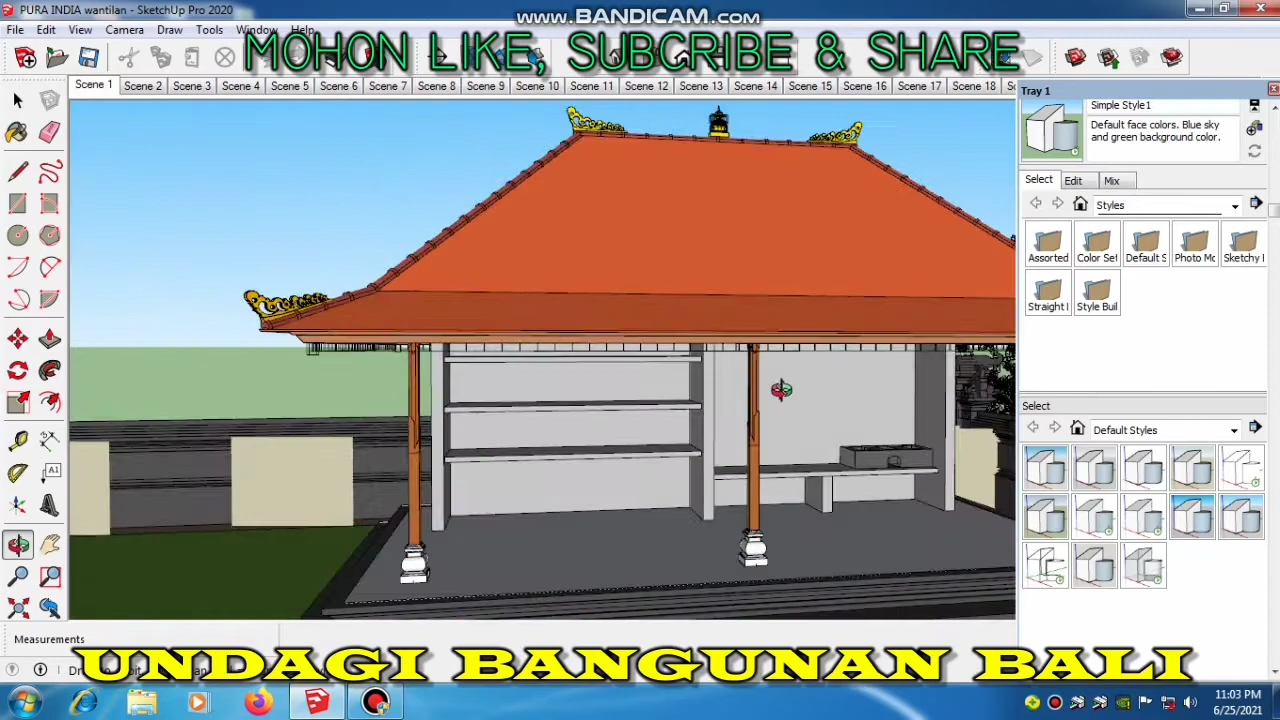 PURA INDIA wantilan - SketchUp Pro 2020
www.BANDICAM.com
File Edit View Camera Draw Tools Window Help
MOHON LIKE, SUBCRIBE & SHARE
Scene 1 Scene 2 Scene 3 Scene 4 Scene 5 Scene 6 Scene 7 Scene 8 Scene 9 Scene 10 Scene 11 Scene 12 Scene 13 Scene 14 Scene 15 Scene 16 Scene 17 Scene 18
Tray 1
Simple Style1
Default face colors. Blue sky
and green background color.
Select Edit Mix
Styles
Assorted Color Set Default S Photo Mo Sketchy
Straight Style Buil
Select
Default Styles
AI
Measurements
UNDAGI BANGUNAN BALI
11:03 PM
6/25/2021